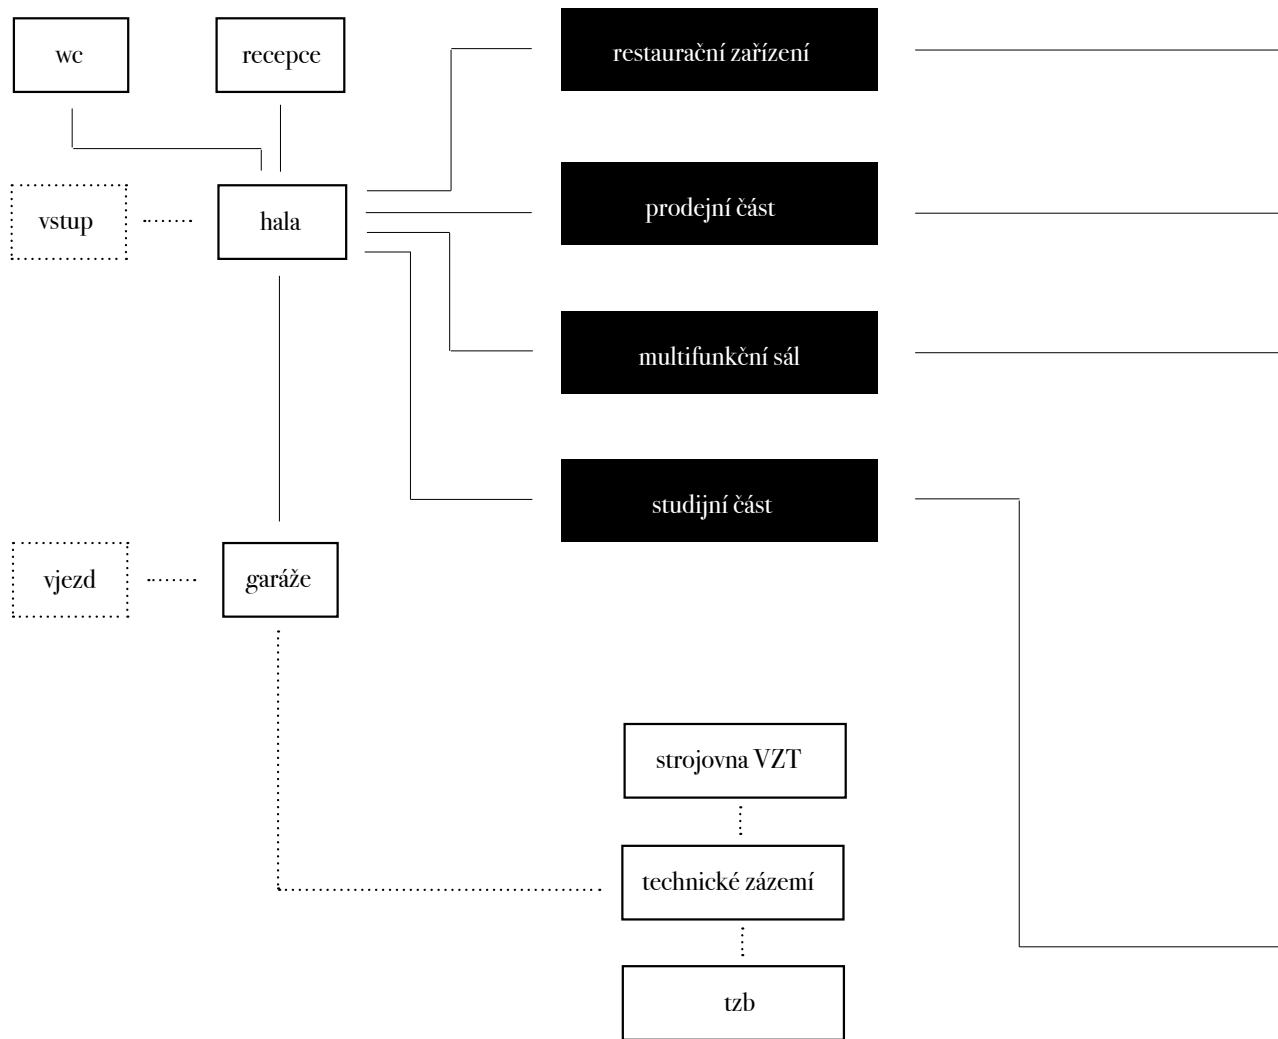 wc
recepce
restaurační zařízení
vstup
hala
prodejní část
multifunkční sál
studijní část
vjezd
garáže
strojovna VZT
technické zázemí
tzb